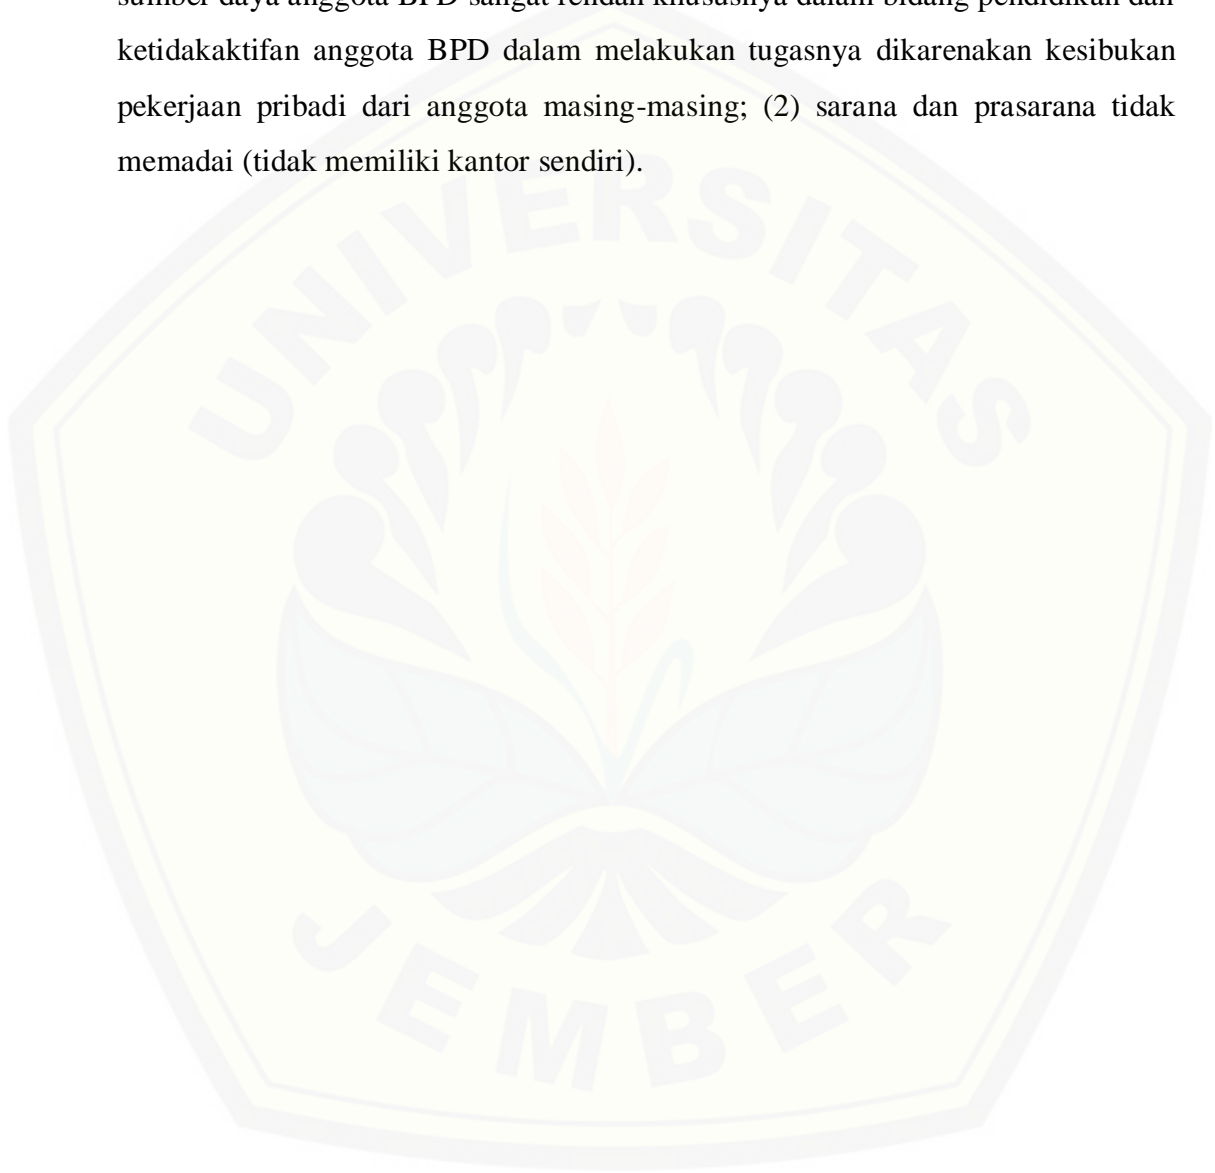 sumber daya anggota BPD sangat rendah khususnya dalam bidang pendidikan dan
ketidakaktifan anggota BPD dalam melakukan tugasnya dikarenakan kesibukan
pekerjaan pribadi dari anggota masing-masing; (2) sarana dan prasarana tidak
memadai (tidak memiliki kantor sendiri).
UNIVERSITAS
JEMBER